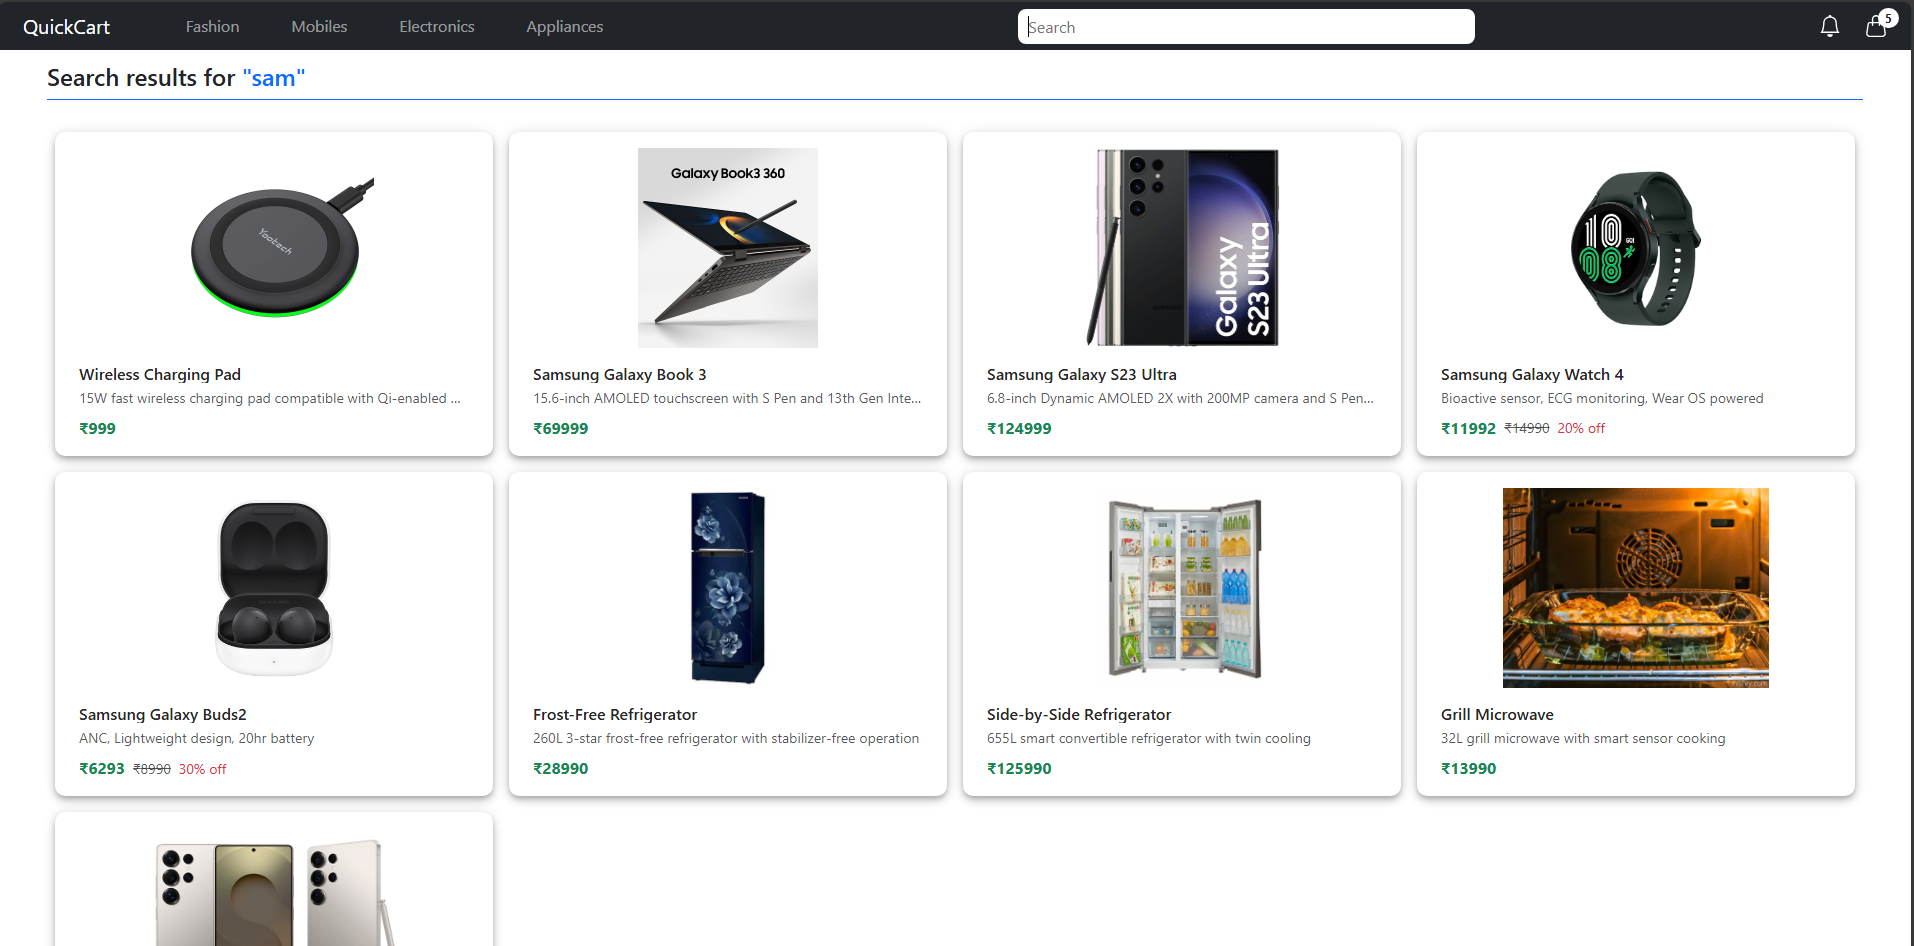 QuickCart Fashion Mobiles Electronics Appliances Search 5
Search results for "sam"
Yootech
Wireless Charging Pad
15W fast wireless charging pad compatible with Qi-enabled ...
₹999
Galaxy Book3 360
Samsung Galaxy Book 3
15.6-inch AMOLED touchscreen with S Pen and 13th Gen Inte...
₹69999
Galaxy
S23 Ultra
Samsung Galaxy S23 Ultra
6.8-inch Dynamic AMOLED 2X with 200MP camera and S Pen...
₹124999
10
08
Samsung Galaxy Watch 4
Bioactive sensor, ECG monitoring, Wear OS powered
₹11992 ₹14990 20% off
Samsung Galaxy Buds2
ANC, Lightweight design, 20hr battery
₹6293 ₹8990 30% off
Frost-Free Refrigerator
260L 3-star frost-free refrigerator with stabilizer-free operation
₹28990
Side-by-Side Refrigerator
655L smart convertible refrigerator with twin cooling
₹125990
Grill Microwave
32L grill microwave with smart sensor cooking
₹13990